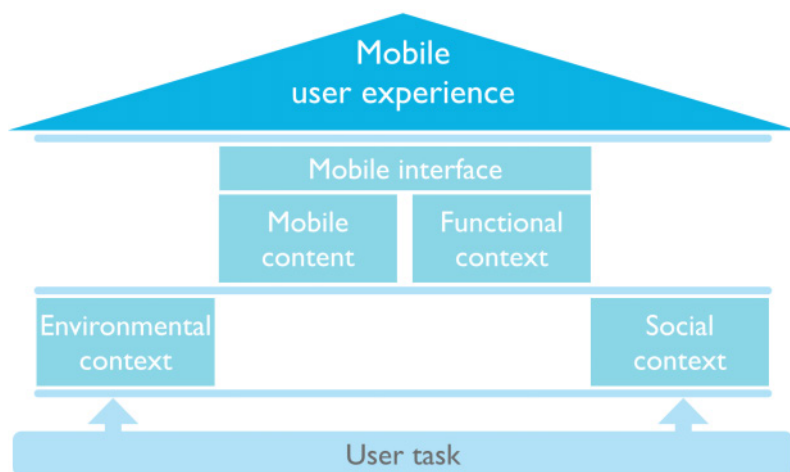 Mobile
user experience
Mobile interface
Mobile
content
Functional
context
Environmental
context
Social
context
User task